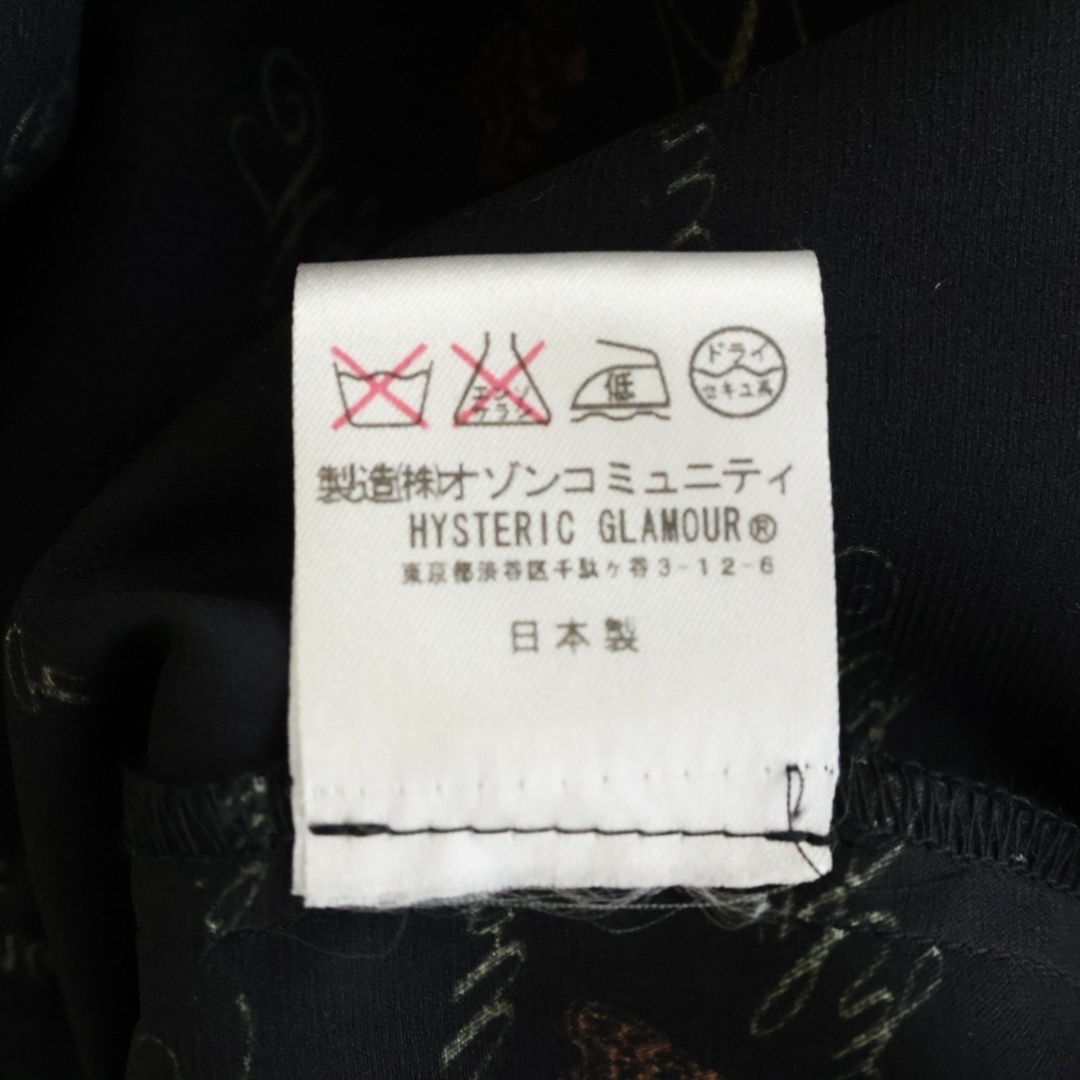 エンソ
サラシ
低
ドライ
セキユ系
製造㈱オゾンコミュニティ
HYSTERIC GLAMOUR®
東京都渋谷区千駄ヶ谷3-12-6
日本製